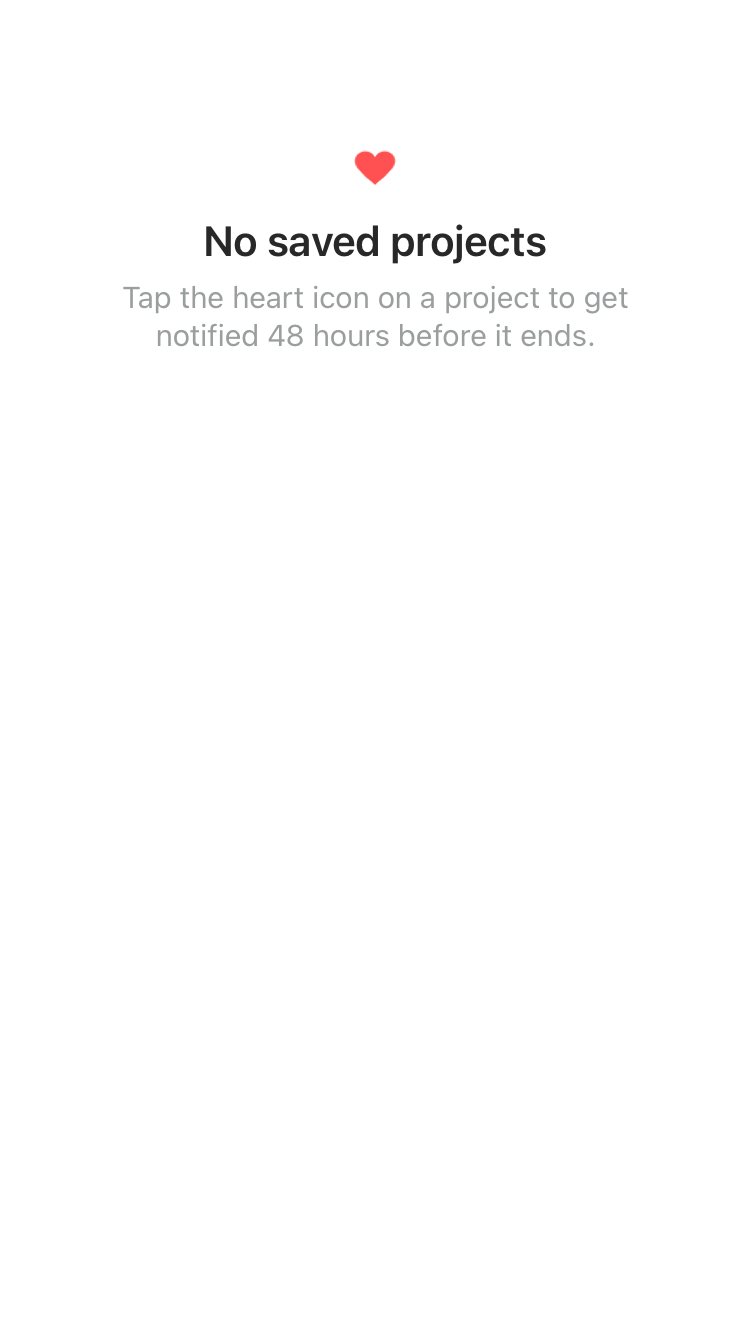 No saved projects
Tap the heart icon on a project to get
notified 48 hours before it ends.